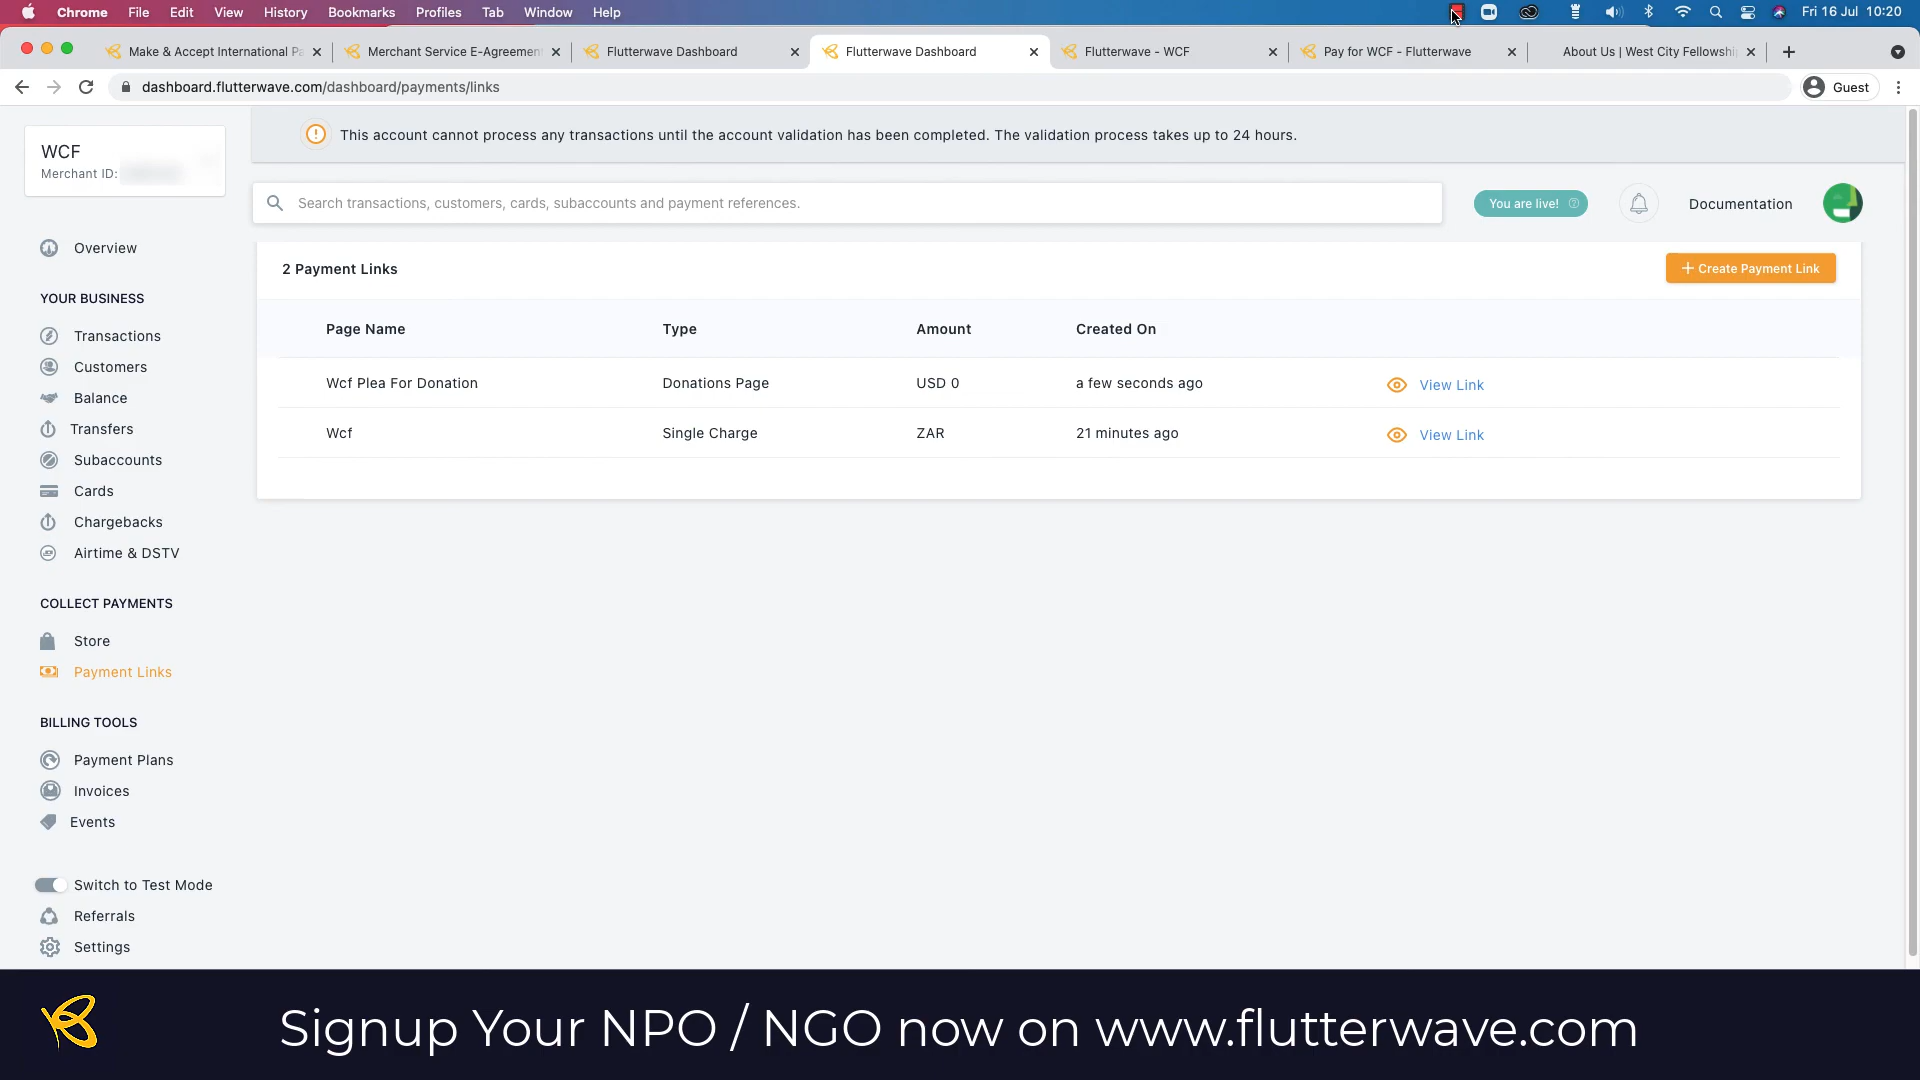 Chrome File Edit View History Bookmarks Profiles Tab Window Help Fri 16 Jul 10:20
Make & Accept International Pa Merchant Service E-Agreement Flutterwave Dashboard Flutterwave Dashboard Flutterwave - WCF Pay for WCF - Flutterwave About Us | West City Fellowship
dashboard.flutterwave.com/dashboard/payments/links Guest
WCF
Merchant ID:
This account cannot process any transactions until the account validation has been completed. The validation process takes up to 24 hours.
Search transactions, customers, cards, subaccounts and payment references. You are live! Documentation
Overview
YOUR BUSINESS
Transactions
Customers
Balance
Transfers
Subaccounts
Cards
Chargebacks
Airtime & DSTV
COLLECT PAYMENTS
Store
Payment Links
BILLING TOOLS
Payment Plans
Invoices
Events
Switch to Test Mode
Referrals
Settings
2 Payment Links + Create Payment Link
Page Name Type Amount Created On
Wcf Plea For Donation Donations Page USD 0 a few seconds ago View Link
Wcf Single Charge ZAR 21 minutes ago View Link
Signup Your NPO / NGO now on www.flutterwave.com